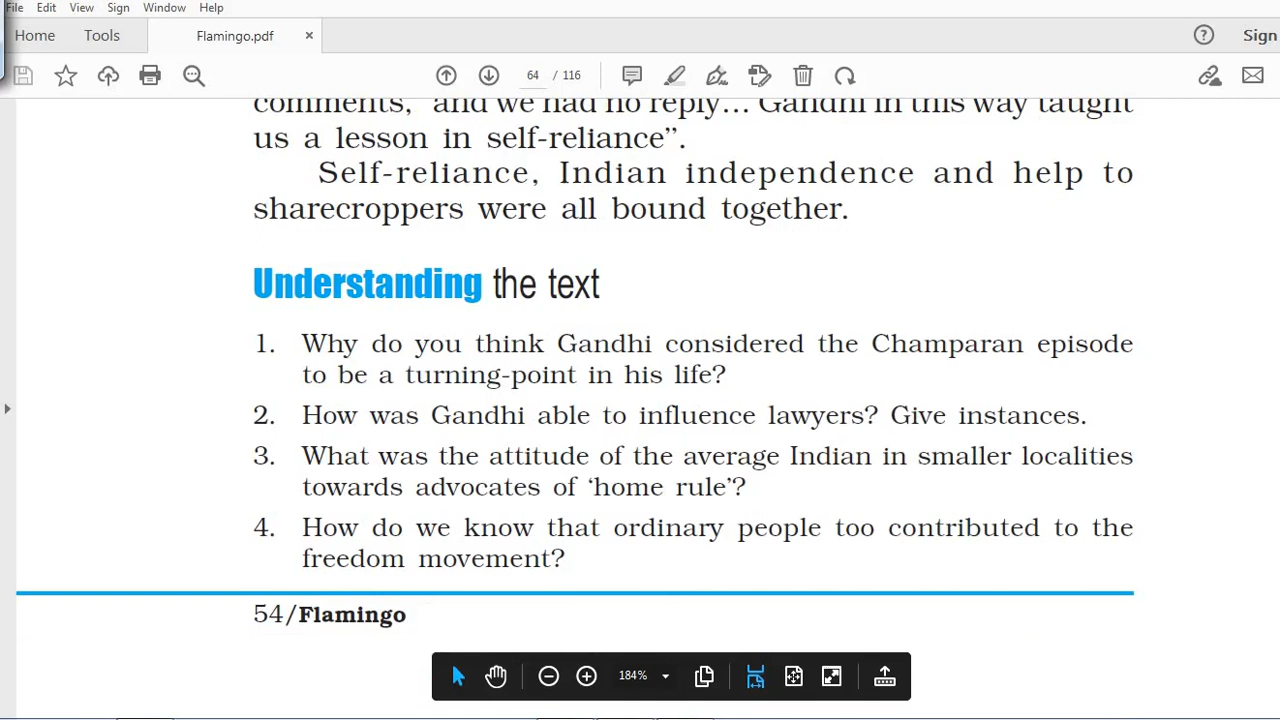 File Edit View Sign Window Help
Home Tools Flamingo.pdf × ? Sign
64 / 116
comments, "and we had no reply... Gandhi in this way taught
us a lesson in self-reliance”.
Self-reliance, Indian independence and help to
sharecroppers were all bound together.
Understanding the text
1. Why do you think Gandhi considered the Champaran episode
to be a turning-point in his life?
2. How was Gandhi able to influence lawyers? Give instances.
3. What was the attitude of the average Indian in smaller localities
towards advocates of ‘home rule’?
4. How do we know that ordinary people too contributed to the
freedom movement?
54/Flamingo
184%